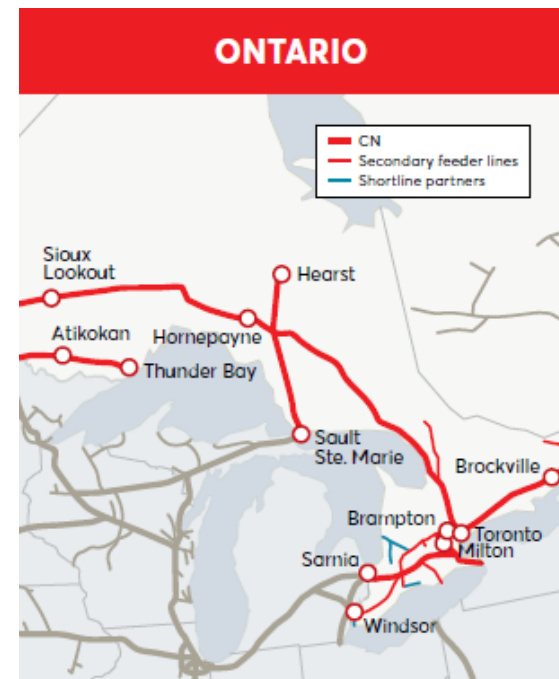 ONTARIO
CN
Secondary feeder lines
Shortline partners
Sioux
Lookout
Hearst
Atikokan
Hornepayne
Thunder Bay
Sault
Ste. Marie
Brockville
Brampton
Toronto
Milton
Sarnia
Windsor